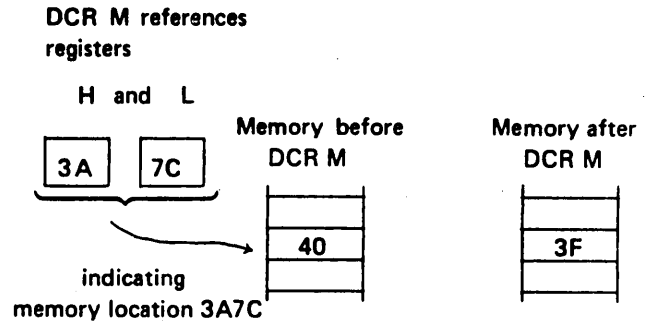 DCR M references
registers
H and L
3A 7C
Memory before
DCR M
40
Memory after
DCR M
3F
indicating
memory location 3A7C